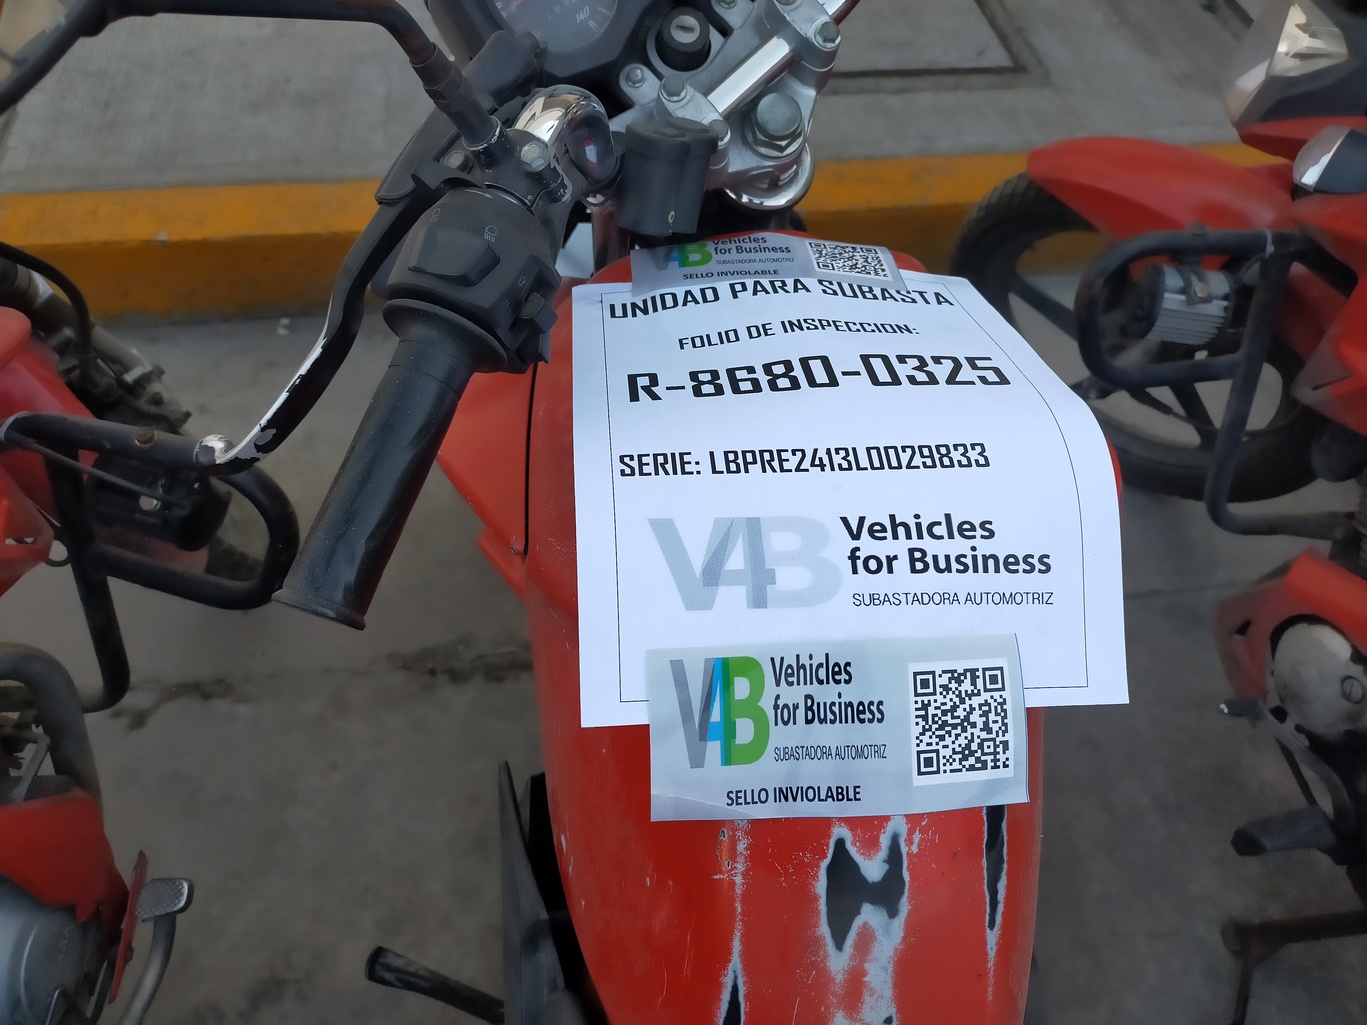 140
V4B Vehicles
for Business
SUBASTADORA AUTOMOTRIZ
SELLO INVIOLABLE
UNIDAD PARA SUBASTA
FOLIO DE INSPECCION:
R-8680-0325
SERIE: LBPRE2413L0029833
V4B Vehicles
for Business
SUBASTADORA AUTOMOTRIZ
V4B Vehicles
for Business
SUBASTADORA AUTOMOTRIZ
SELLO INVIOLABLE